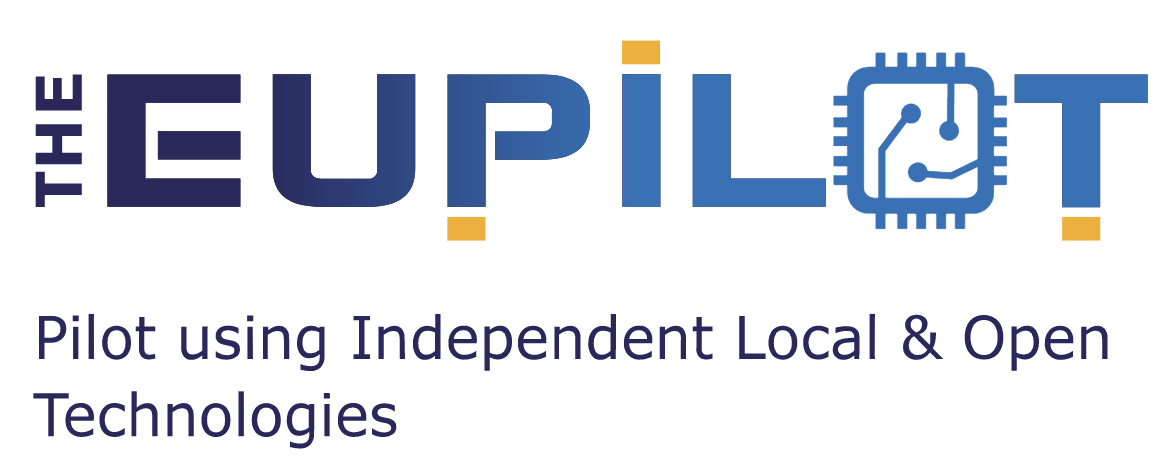 THE EUPILOT
Pilot using Independent Local & Open
Technologies